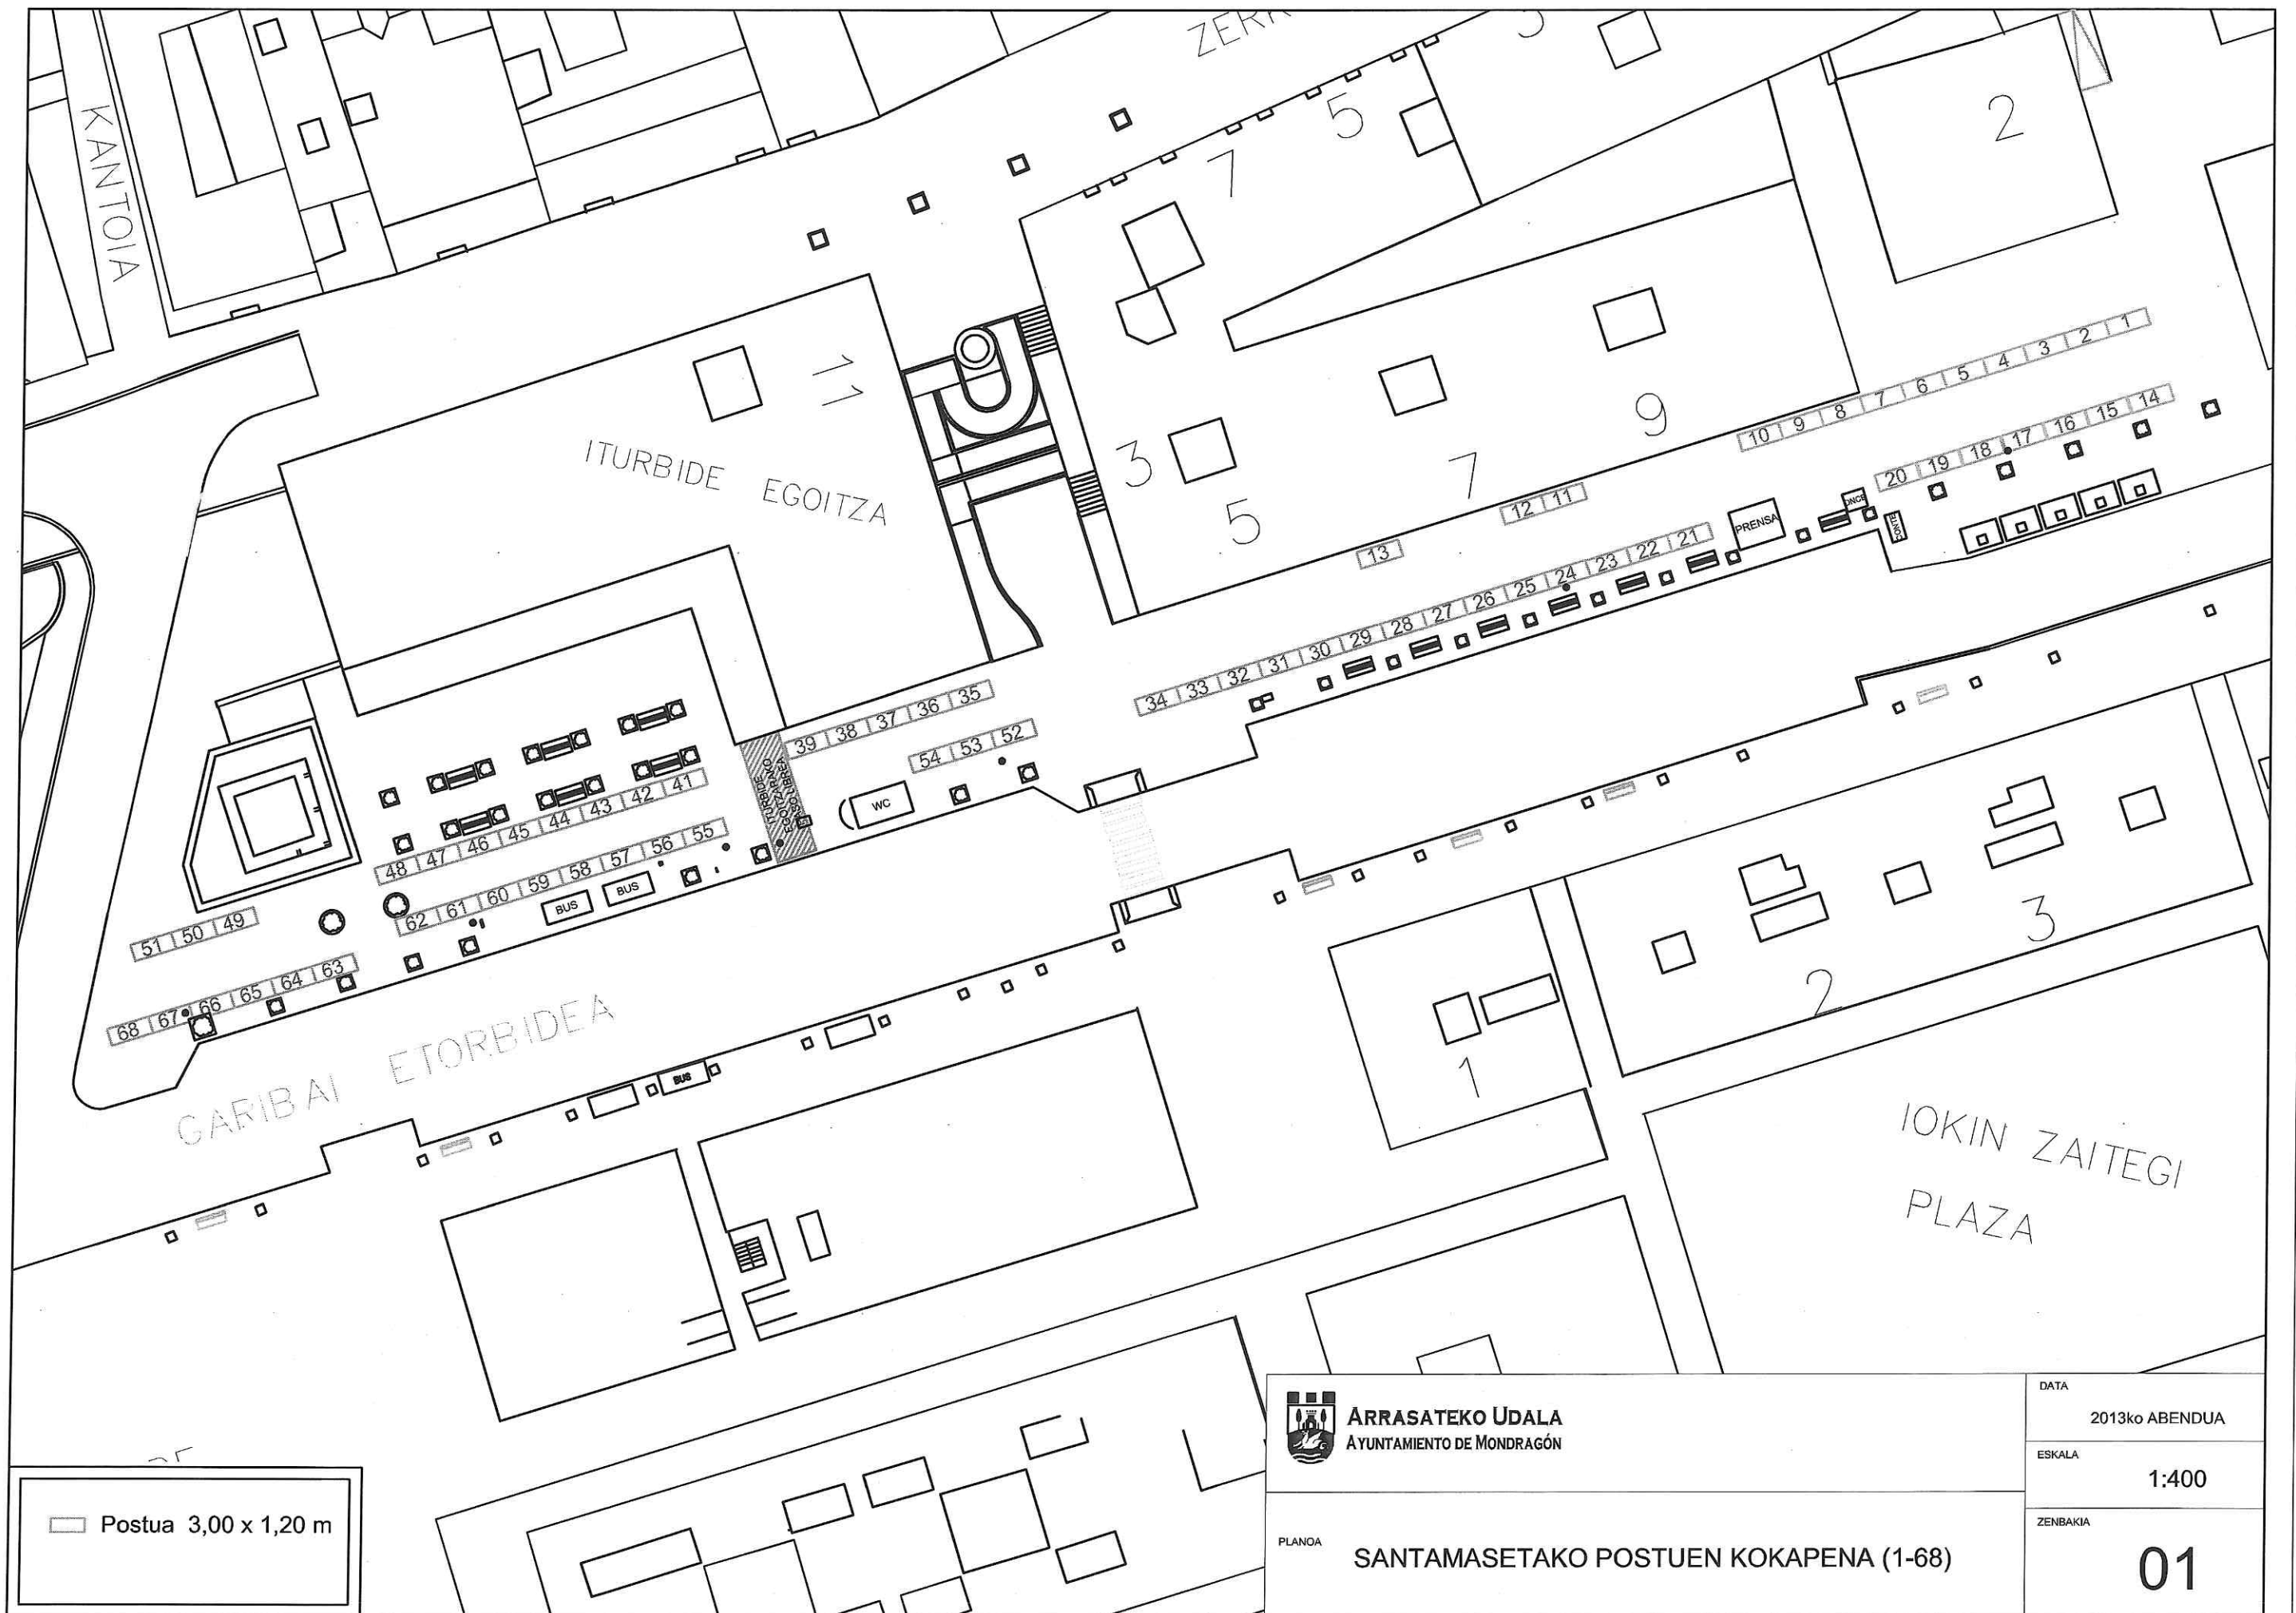 KANTOIA
5
7
5
2
11
ITURBIDE EGOITZA
3
5
7
9
10 9 8 7 6 5 4 3 2 1
20 19 18 17 16 15 14
12 11
13
PRENSA
ONCE
CONTE
34 33 32 31 30 29 28 27 26 25 24 23 22 21
39 38 37 36 35
54 53 52
WC
ITURBIDE
EGOITZARAKO
PASO LIBREA
48 47 46 45 44 43 42 41
62 61 60 59 58 57 56 55
BUS
BUS
51 50 49
68 67 66 65 64 63
GARIBAI ETORBIDEA
BUS
1
2
3
IOKIN ZAITEGI
PLAZA
Postua 3,00 x 1,20 m
ARRASATEKO UDALA
AYUNTAMIENTO DE MONDRAGÓN
DATA
2013ko ABENDUA
ESKALA
1:400
PLANOA
SANTAMASETAKO POSTUEN KOKAPENA (1-68)
ZENBAKIA
01